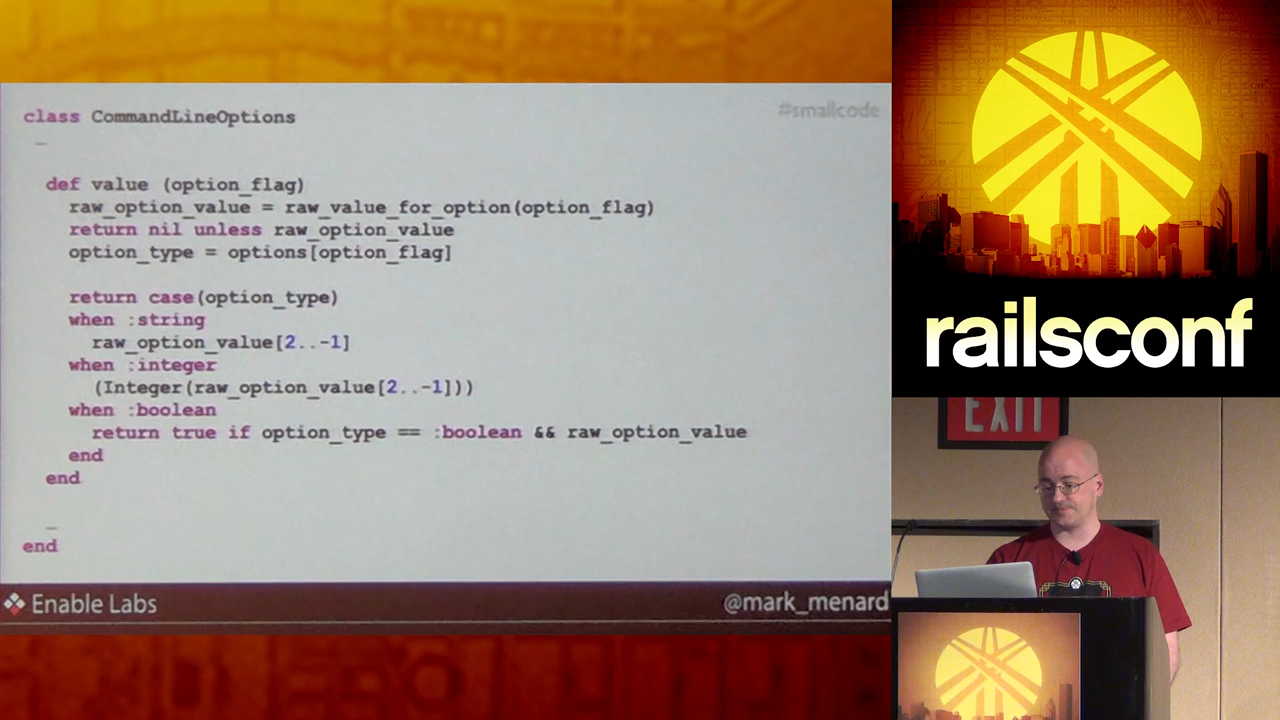 class CommandLineOptions
#smallcode
def value (option_flag)
raw_option_value = raw_value_for_option(option_flag)
return nil unless raw_option_value
option_type = options[option_flag]
return case(option_type)
when :string
raw_option_value[2..-1]
when :integer
(Integer(raw_option_value[2..-1]))
when :boolean
return true if option_type == :boolean && raw_option_value
end
end
end
Enable Labs
@mark_menard
railsconf
EXIT